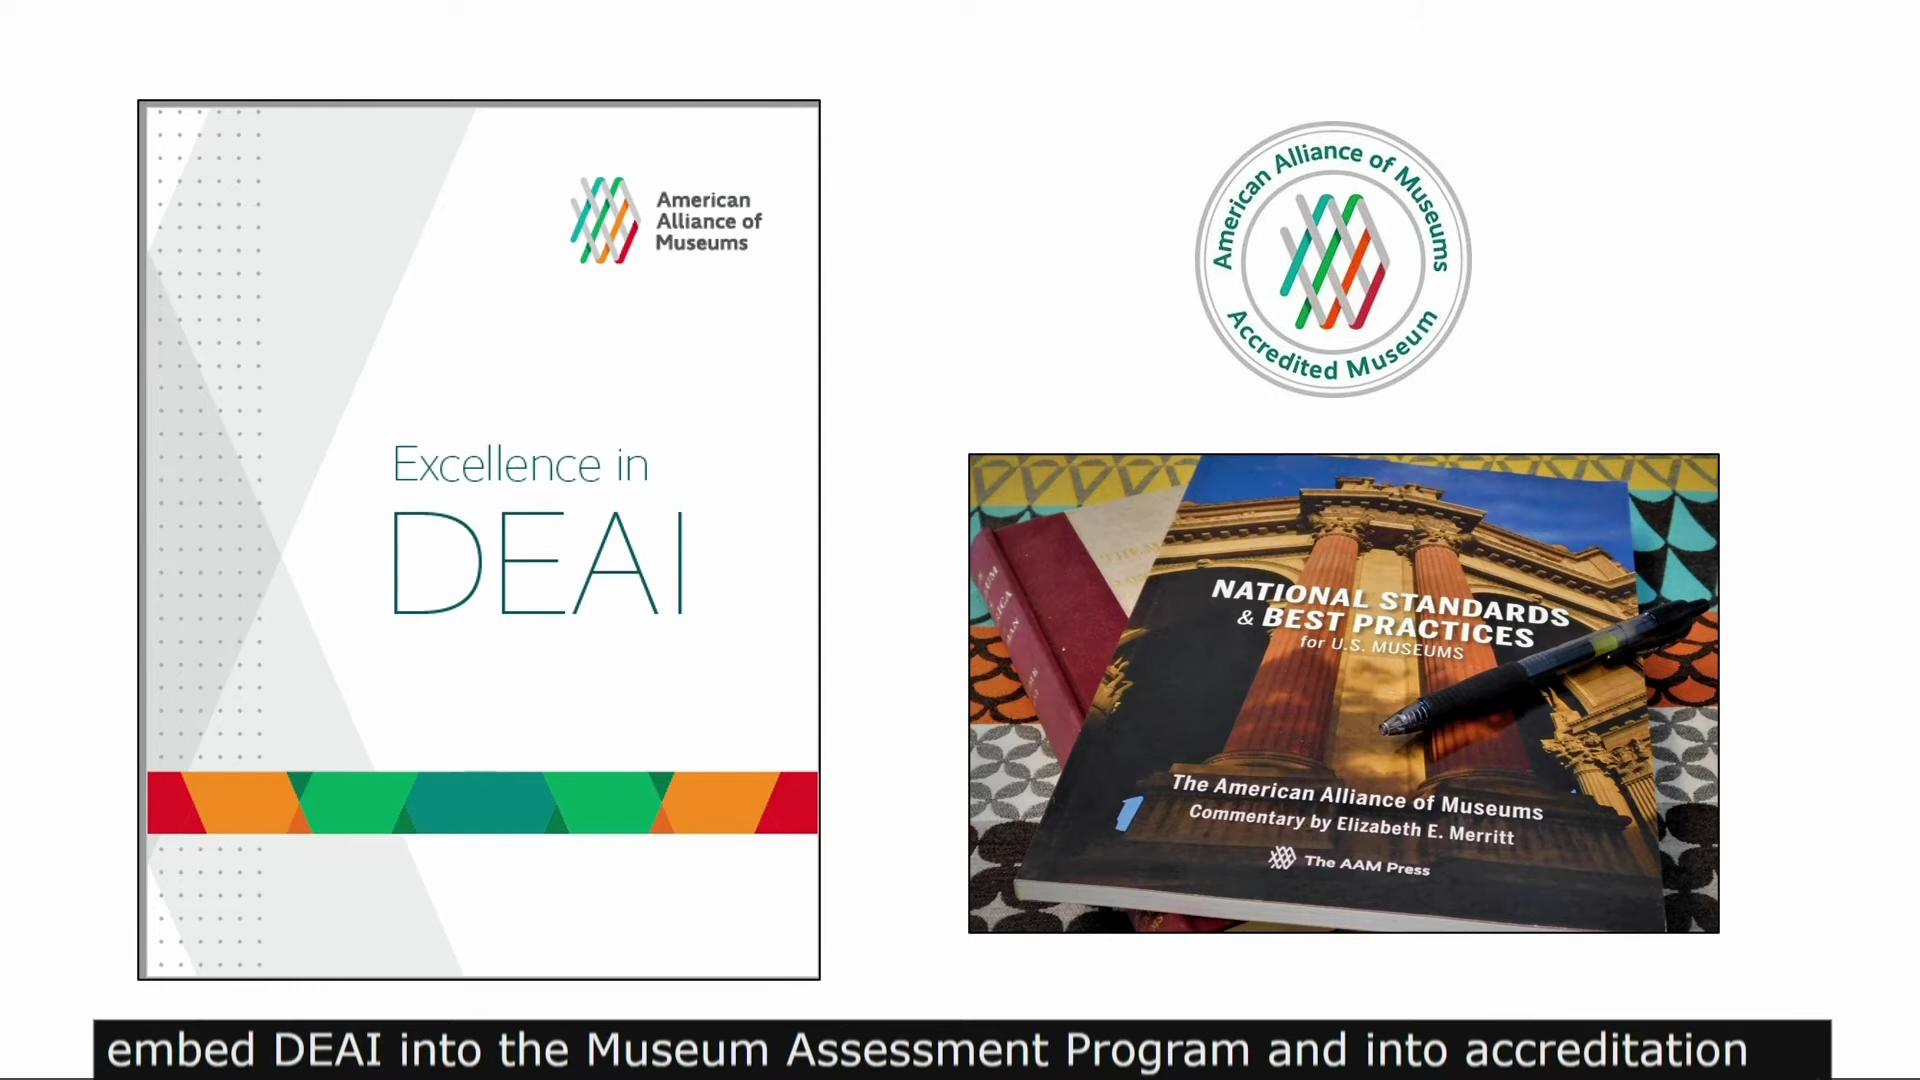 American
Alliance of
Museums
Excellence in
DEAI
American Alliance of Museums
Accredited Museum
NATIONAL STANDARDS
& BEST PRACTICES
for U.S. MUSEUMS
The American Alliance of Museums
Commentary by Elizabeth E. Merritt
The AAM Press
embed DEAI into the Museum Assessment Program and into accreditation